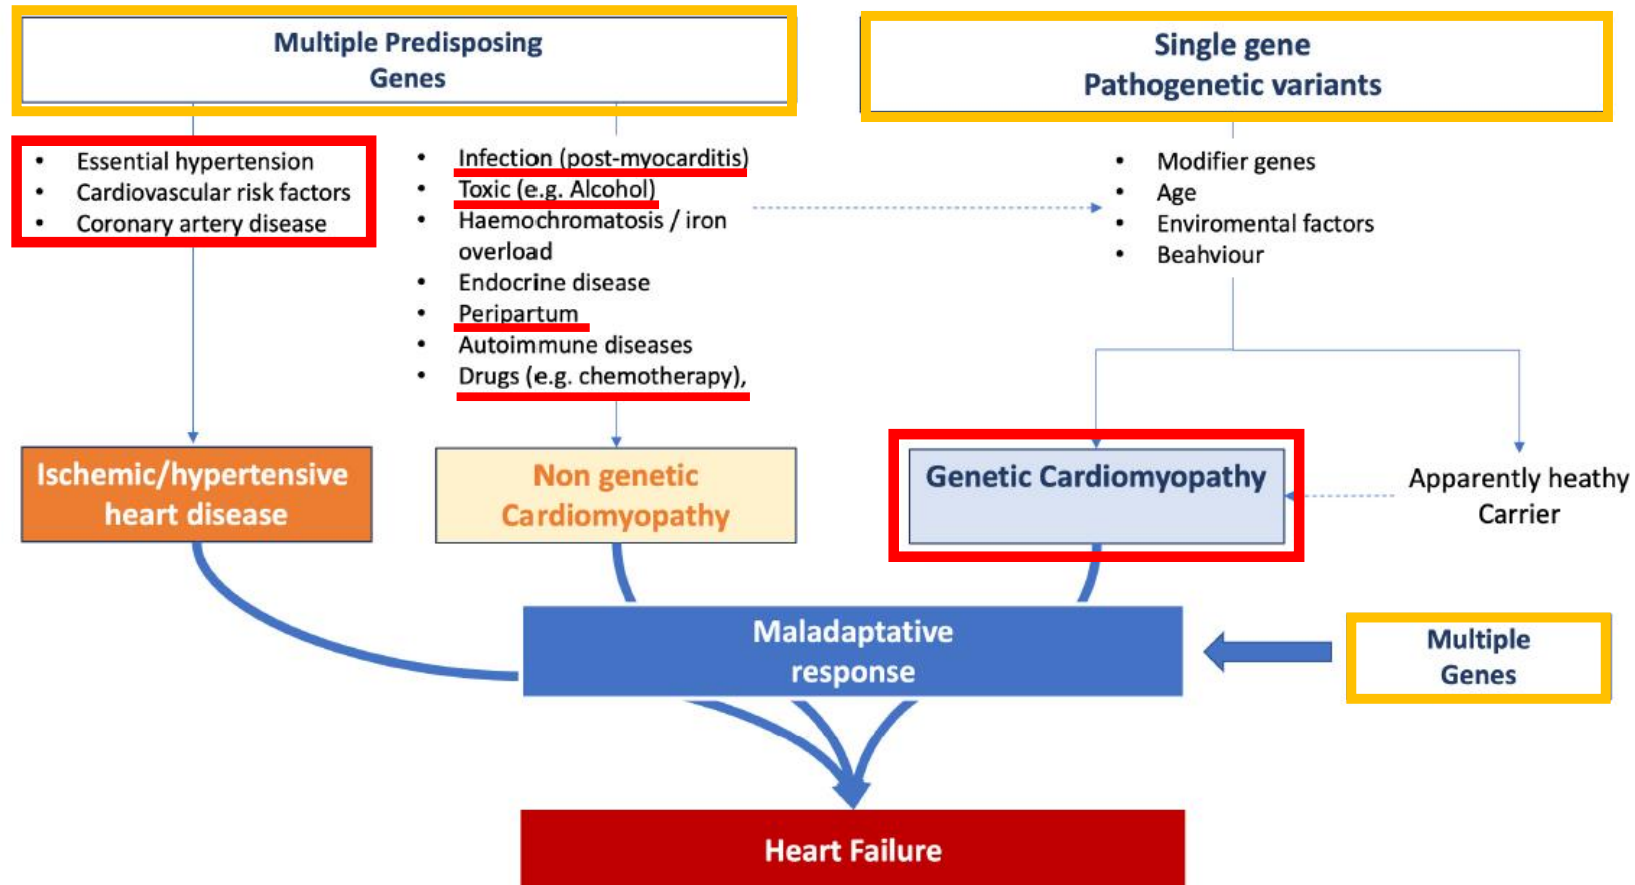 Multiple Predisposing
Genes
Single gene
Pathogenetic variants
• Essential hypertension
• Cardiovascular risk factors
• Coronary artery disease
• Infection (post-myocarditis)
• Toxic (e.g. Alcohol)
• Haemochromatosis / iron
overload
• Endocrine disease
• Peripartum
• Autoimmune diseases
• Drugs (e.g. chemotherapy),
• Modifier genes
• Age
• Enviromental factors
• Beahviour
Ischemic/hypertensive
heart disease
Non genetic
Cardiomyopathy
Genetic Cardiomyopathy
Apparently heathy
Carrier
Maladaptative
response
Multiple
Genes
Heart Failure